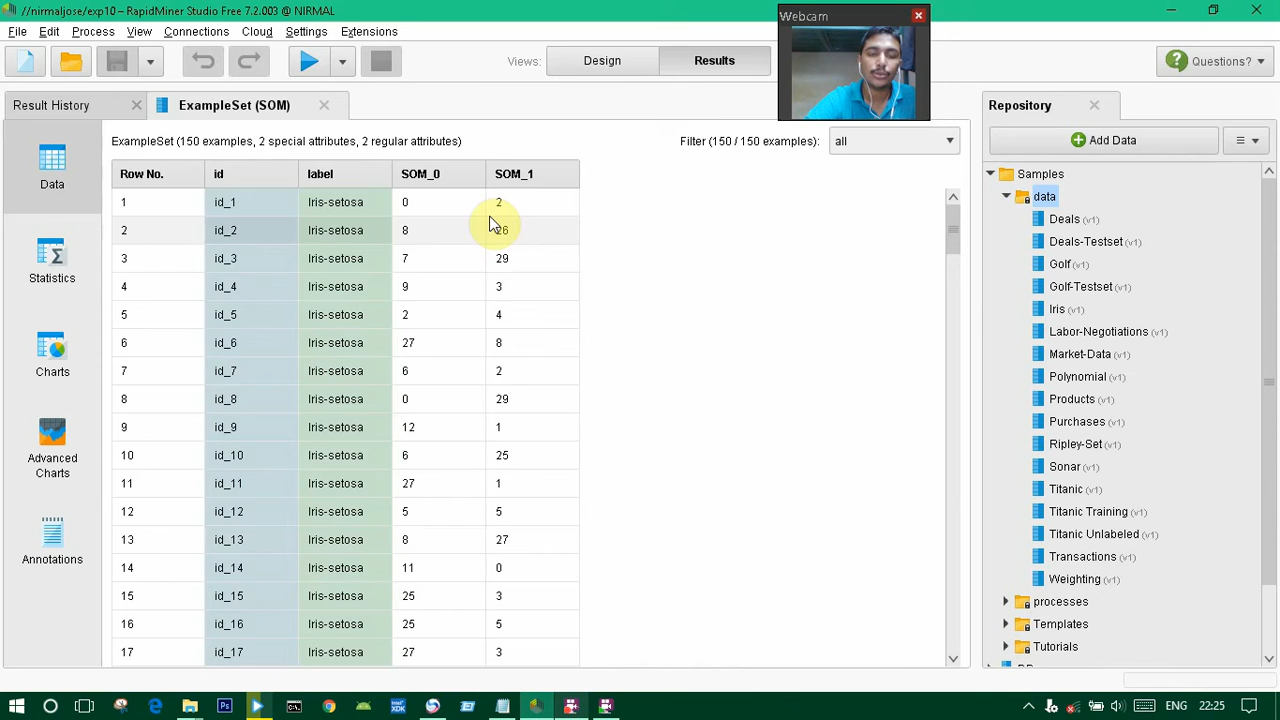 //nirmaljose/exp10 – RapidMiner Studio Free 7.2.003 @ NIRMAL
Webcam
File Edit Process View Connections Cloud Settings Extensions
Views: Design Results
Questions?
Result History
ExampleSet (SOM)
Repository
Data
Statistics
Charts
Advanced
Charts
Annotations
ExampleSet (150 examples, 2 special attributes, 2 regular attributes)
Filter (150 / 150 examples): all
Row No. id label SOM_0 SOM_1
1 id_1 Iris-setosa 0 2
2 id_2 Iris-setosa 8 26
3 id_3 Iris-setosa 7 29
4 id_4 Iris-setosa 9 3
5 id_5 Iris-setosa 2 4
6 id_6 Iris-setosa 27 8
7 id_7 Iris-setosa 6 2
8 id_8 Iris-setosa 0 29
9 id_9 Iris-setosa 12 1
10 id_10 Iris-setosa 6 25
11 id_11 Iris-setosa 27 1
12 id_12 Iris-setosa 5 5
13 id_13 Iris-setosa 8 27
14 id_14 Iris-setosa 11 0
15 id_15 Iris-setosa 25 3
16 id_16 Iris-setosa 25 5
17 id_17 Iris-setosa 27 3
Add Data
Samples
data
Deals (v1)
Deals-Testset (v1)
Golf (v1)
Golf-Testset (v1)
Iris (v1)
Labor-Negotiations (v1)
Market-Data (v1)
Polynomial (v1)
Products (v1)
Purchases (v1)
Ripley-Set (v1)
Sonar (v1)
Titanic (v1)
Titanic Training (v1)
Titanic Unlabeled (v1)
Transactions (v1)
Weighting (v1)
processes
Templates
Tutorials
ENG 22:25